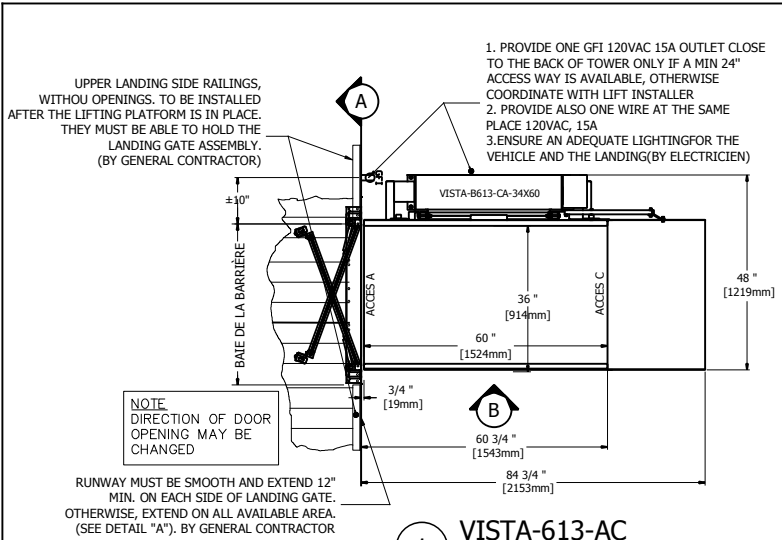 UPPER LANDING SIDE RAILINGS,
WITHOU OPENINGS. TO BE INSTALLED
AFTER THE LIFTING PLATFORM IS IN PLACE.
THEY MUST BE ABLE TO HOLD THE
LANDING GATE ASSEMBLY.
(BY GENERAL CONTRACTOR)
A
1. PROVIDE ONE GFI 120VAC 15A OUTLET CLOSE
TO THE BACK OF TOWER ONLY IF A MIN 24"
ACCESS WAY IS AVAILABLE, OTHERWISE
COORDINATE WITH LIFT INSTALLER
2. PROVIDE ALSO ONE WIRE AT THE SAME
PLACE 120VAC, 15A
3.ENSURE AN ADEQUATE LIGHTINGFOR THE
VEHICLE AND THE LANDING(BY ELECTRICIEN)
±10"
VISTA-B613-CA-34X60
BAIE DE LA BARRIÈRE
ACCES A
36 "
[914mm]
60 "
[1524mm]
ACCES C
48 "
[1219mm]
3/4 "
[19mm]
B
60 3/4 "
[1543mm]
84 3/4 "
[2153mm]
NOTE
DIRECTION OF DOOR
OPENING MAY BE
CHANGED
RUNWAY MUST BE SMOOTH AND EXTEND 12"
MIN. ON EACH SIDE OF LANDING GATE.
OTHERWISE, EXTEND ON ALL AVAILABLE AREA.
(SEE DETAIL "A"). BY GENERAL CONTRACTOR
VISTA-613-AC